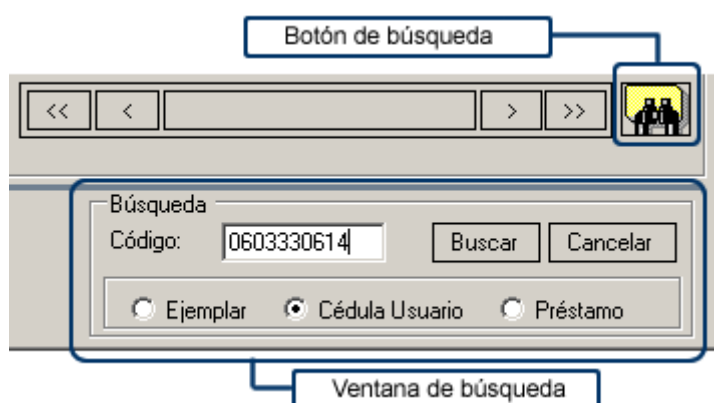 Botón de búsqueda
<< < > >>
Búsqueda
Código: 0603330614 Buscar Cancelar
Ejemplar Cédula Usuario Préstamo
Ventana de búsqueda